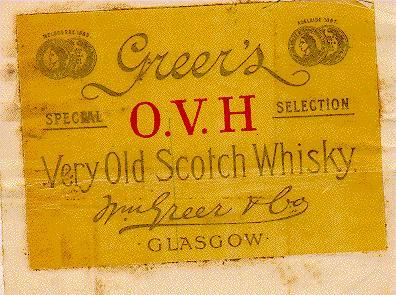 Greer's
SPECIAL O.V.H SELECTION
Very Old Scotch Whisky.
Wm Greer & Co
·GLASGOW·